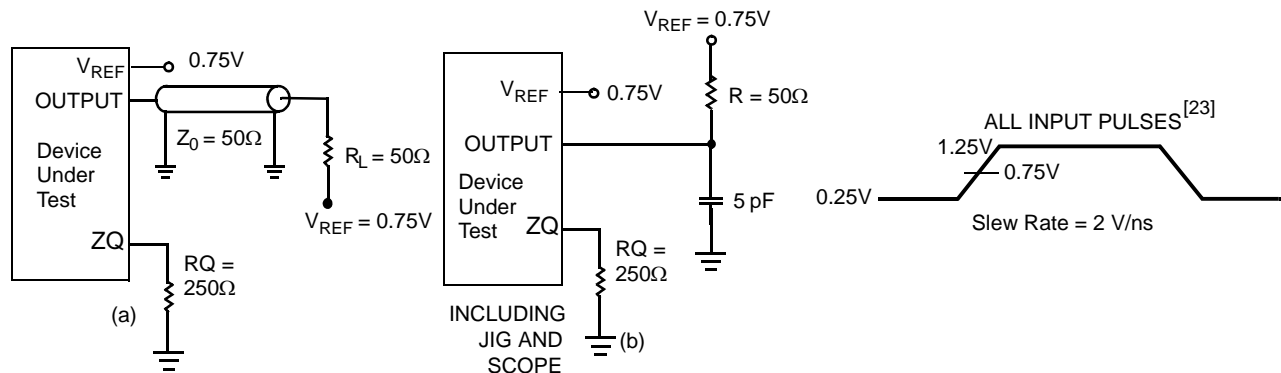 V_REF
0.75V
OUTPUT
Z_0 = 50Ω
Device
Under
Test
R_L = 50Ω
V_REF = 0.75V
ZQ
RQ =
250Ω
(a)
V_REF = 0.75V
V_REF
0.75V
R = 50Ω
OUTPUT
Device
Under
Test
5 pF
ZQ
RQ =
250Ω
INCLUDING
JIG AND
SCOPE
(b)
ALL INPUT PULSES[23]
1.25V
0.75V
0.25V
Slew Rate = 2 V/ns